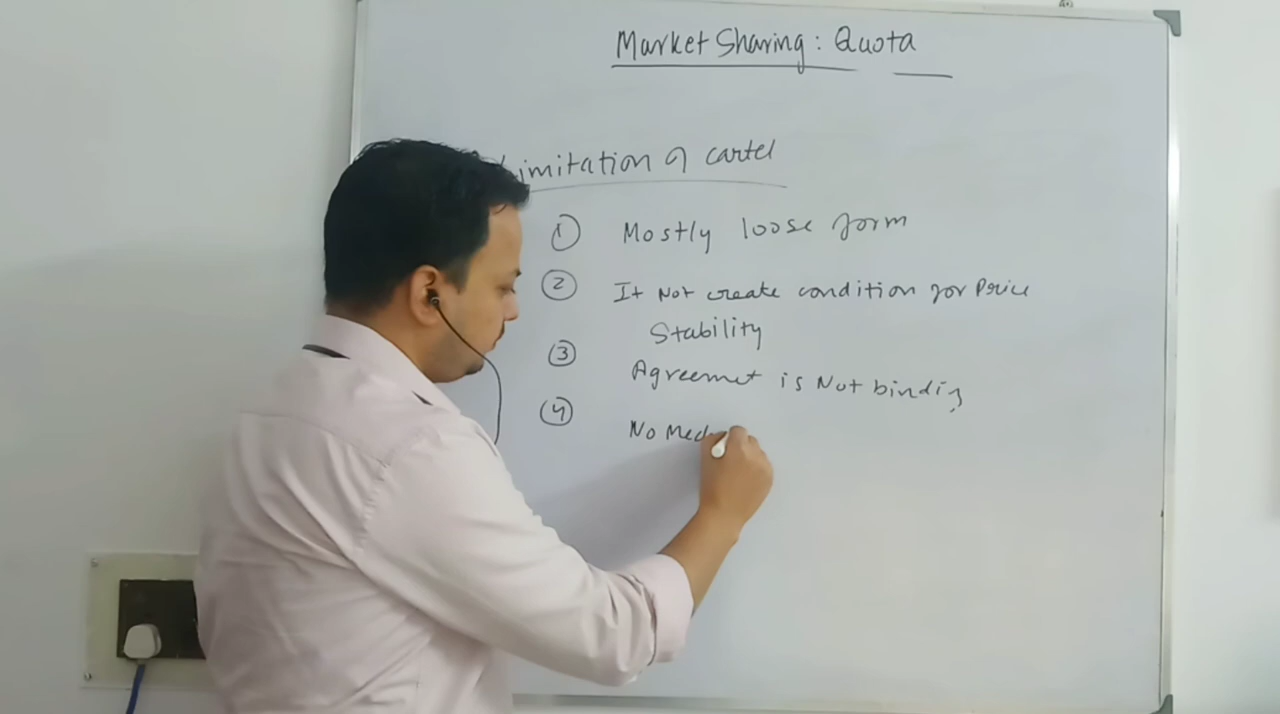 Market Sharing: Quota
imitation of cartel
① Mostly loose form
② It Not create condition for Price
Stability
③ Agreemet is Not binding
④ No